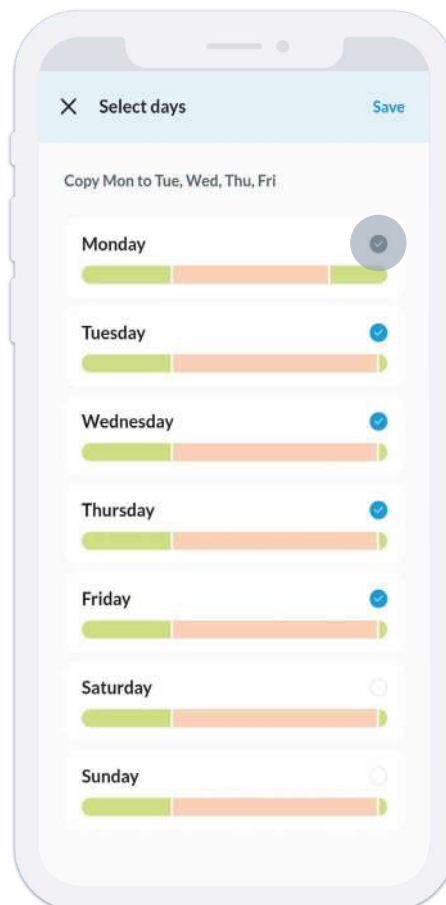 Select days
Save
Copy Mon to Tue, Wed, Thu, Fri
Monday
Tuesday
Wednesday
Thursday
Friday
Saturday
Sunday